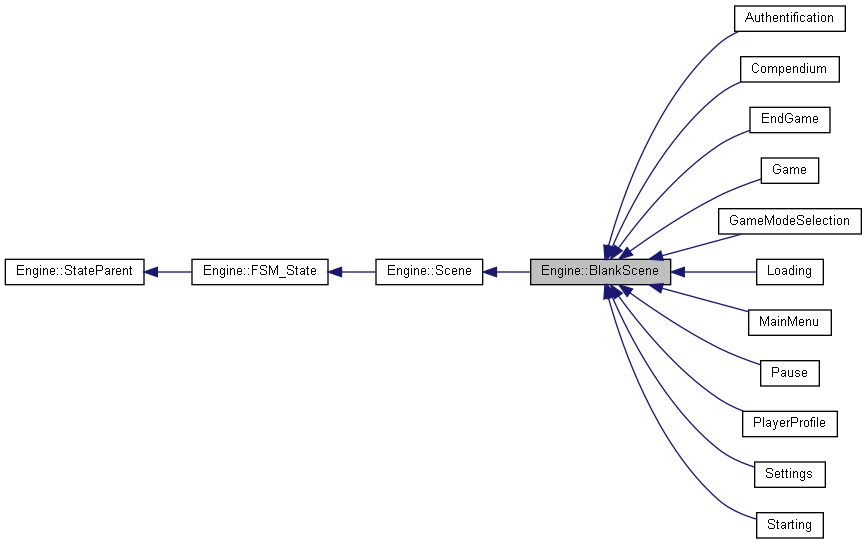 Authentification
Compendium
EndGame
Game
GameModeSelection
Engine::StateParent
Engine::FSM_State
Engine::Scene
Engine::BlankScene
Loading
MainMenu
Pause
PlayerProfile
Settings
Starting